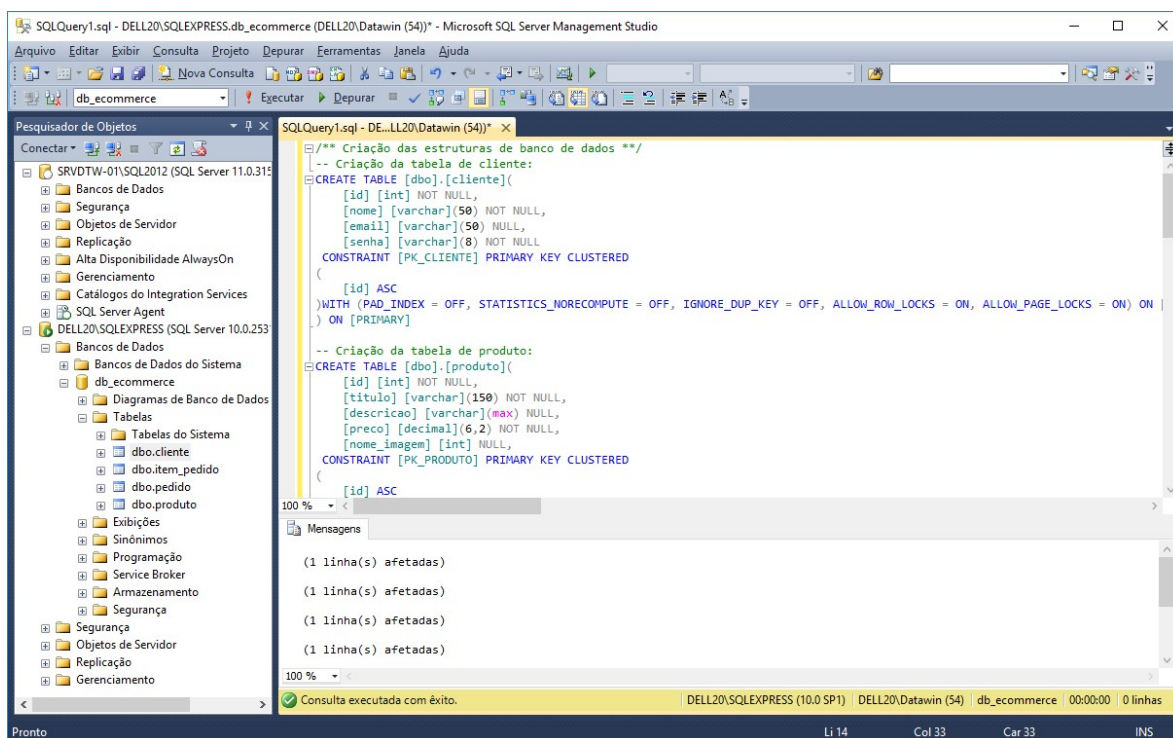 SQLQuery1.sql - DELL20\SQLEXPRESS.db_ecommerce (DELL20\Datawin (54))* - Microsoft SQL Server Management Studio
Arquivo Editar Exibir Consulta Projeto Depurar Ferramentas Janela Ajuda
Nova Consulta
db_ecommerce Executar Depurar
Pesquisador de Objetos
Conectar
SRVDTW-01\SQL2012 (SQL Server 11.0.315
Bancos de Dados
Segurança
Objetos de Servidor
Replicação
Alta Disponibilidade AlwaysOn
Gerenciamento
Catálogos do Integration Services
SQL Server Agent
DELL20\SQLEXPRESS (SQL Server 10.0.253
Bancos de Dados
Bancos de Dados do Sistema
db_ecommerce
Diagramas de Banco de Dados
Tabelas
Tabelas do Sistema
dbo.cliente
dbo.item_pedido
dbo.pedido
dbo.produto
Exibições
Sinônimos
Programação
Service Broker
Armazenamento
Segurança
Segurança
Objetos de Servidor
Replicação
Gerenciamento
SQLQuery1.sql - DE...LL20\Datawin (54))*
/** Criação das estruturas de banco de dados **/
-- Criação da tabela de cliente:
CREATE TABLE [dbo].[cliente](
[id] [int] NOT NULL,
[nome] [varchar](50) NOT NULL,
[email] [varchar](50) NULL,
[senha] [varchar](8) NOT NULL
CONSTRAINT [PK_CLIENTE] PRIMARY KEY CLUSTERED
(
[id] ASC
)WITH (PAD_INDEX = OFF, STATISTICS_NORECOMPUTE = OFF, IGNORE_DUP_KEY = OFF, ALLOW_ROW_LOCKS = ON, ALLOW_PAGE_LOCKS = ON) ON
) ON [PRIMARY]
-- Criação da tabela de produto:
CREATE TABLE [dbo].[produto](
[id] [int] NOT NULL,
[titulo] [varchar](150) NOT NULL,
[descricao] [varchar](max) NULL,
[preco] [decimal](6,2) NOT NULL,
[nome_imagem] [int] NULL,
CONSTRAINT [PK_PRODUTO] PRIMARY KEY CLUSTERED
(
[id] ASC
100 %
Mensagens
(1 linha(s) afetadas)
(1 linha(s) afetadas)
(1 linha(s) afetadas)
(1 linha(s) afetadas)
100 %
Consulta executada com êxito. DELL20\SQLEXPRESS (10.0 SP1) DELL20\Datawin (54) db_ecommerce 00:00:00 0 linhas
Pronto Li 14 Col 33 Car 33 INS